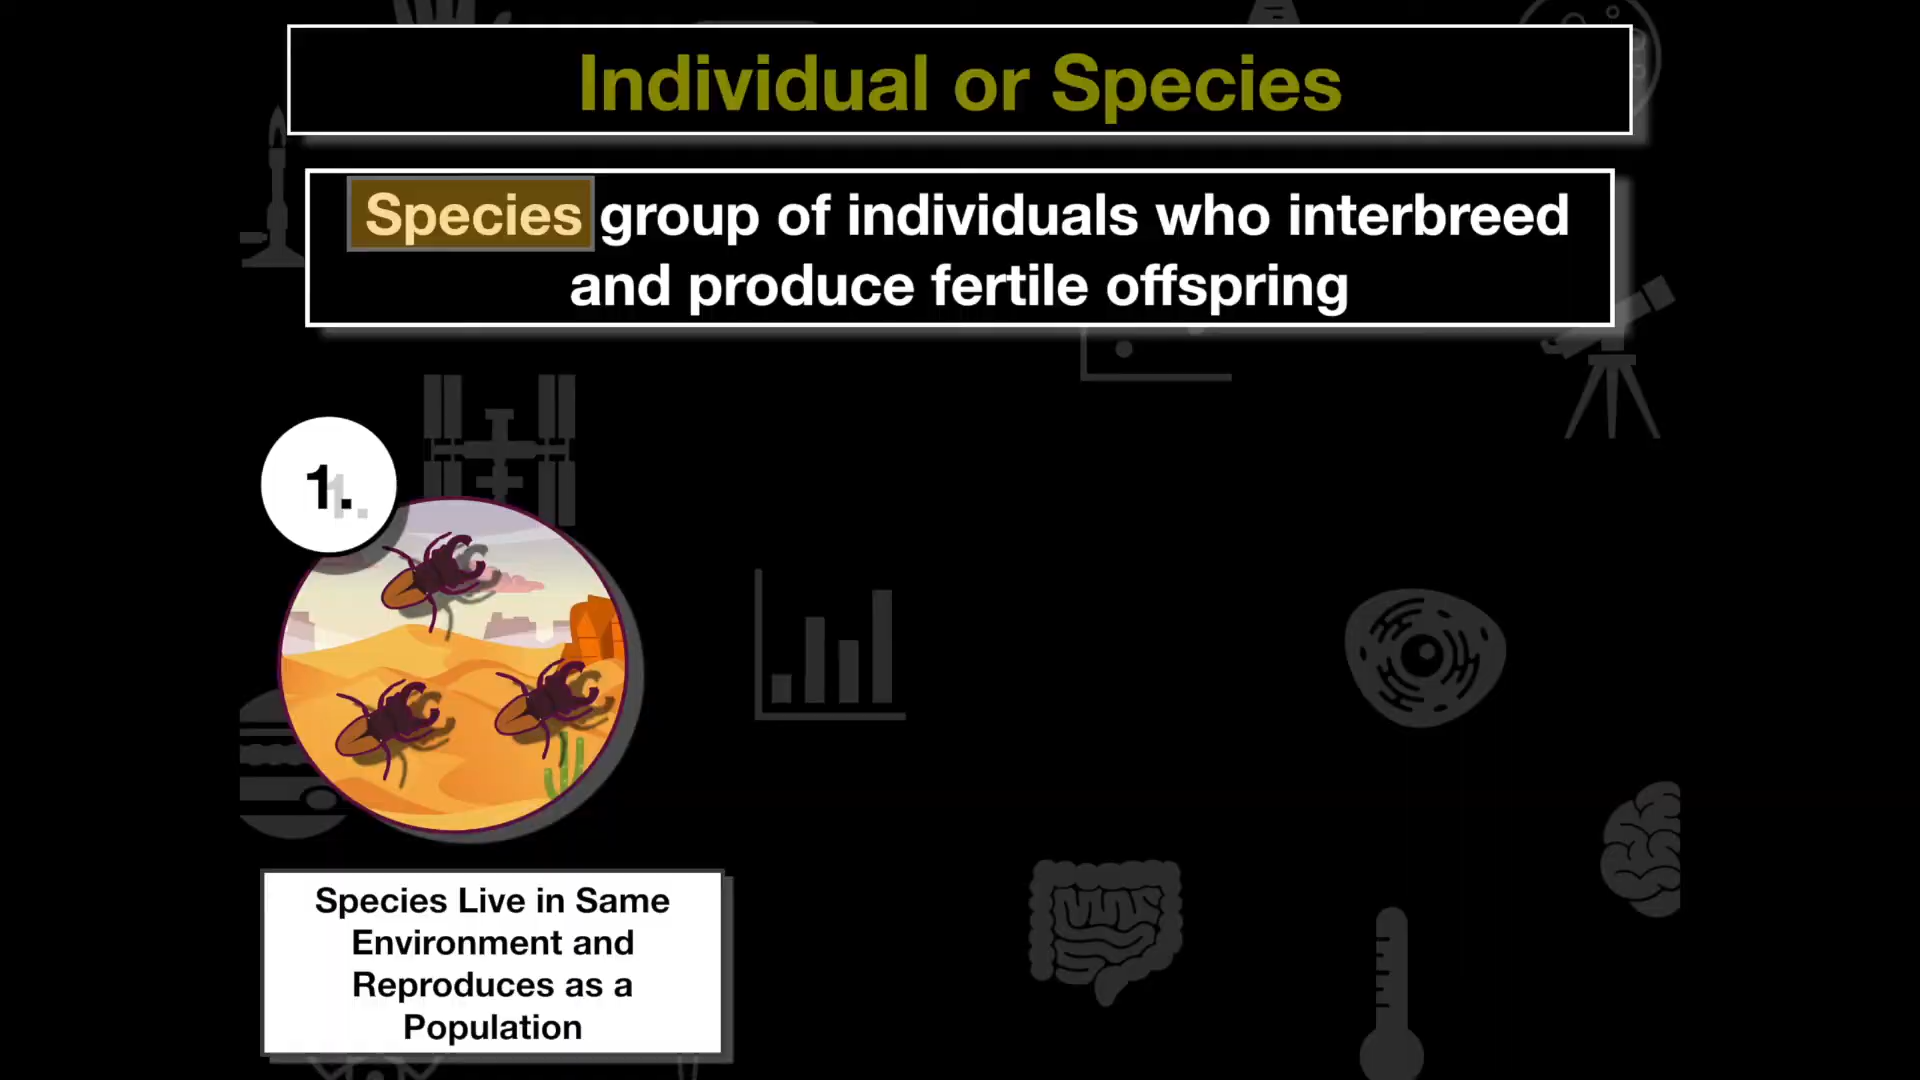 Individual or Species
Species group of individuals who interbreed
and produce fertile offspring
1.
Species Live in Same
Environment and
Reproduces as a
Population